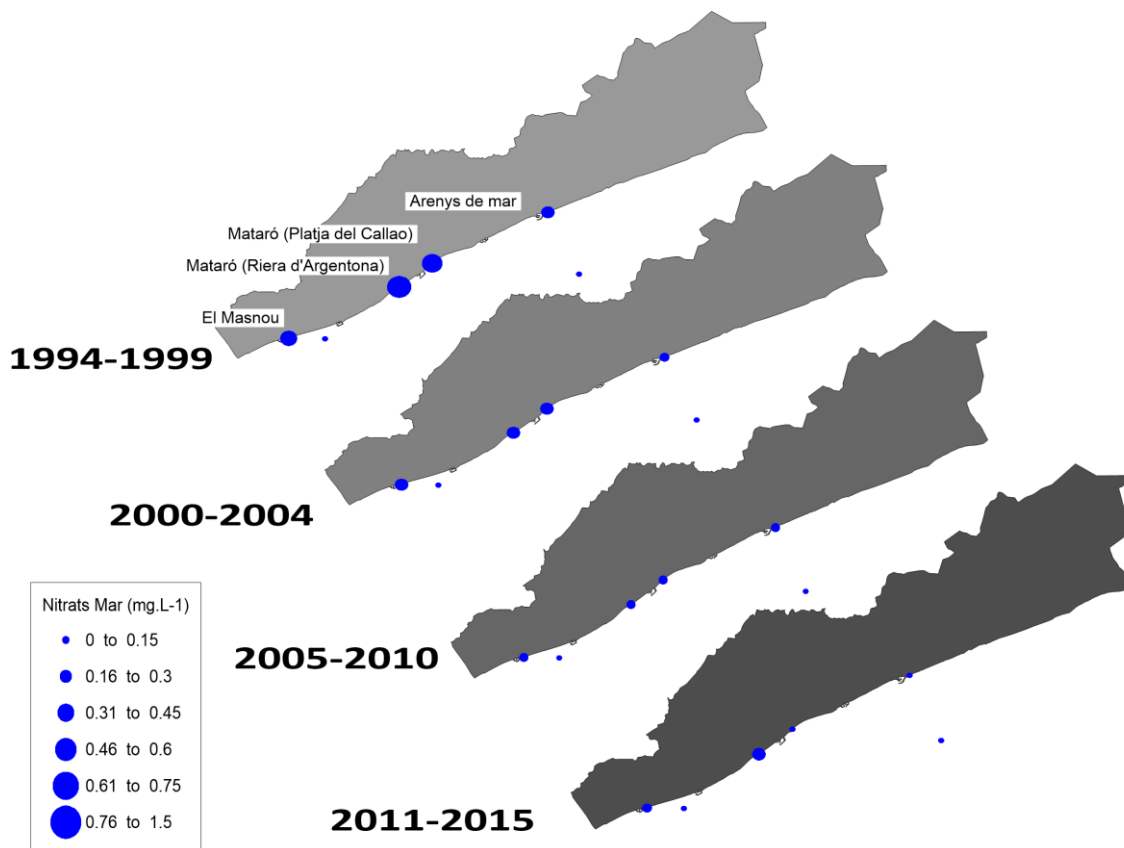 Arenys de mar
Mataró (Platja del Callao)
Mataró (Riera d'Argentona)
El Masnou
1994-1999
2000-2004
2005-2010
2011-2015
Nitrats Mar (mg.L-1)
0 to 0.15
0.16 to 0.3
0.31 to 0.45
0.46 to 0.6
0.61 to 0.75
0.76 to 1.5